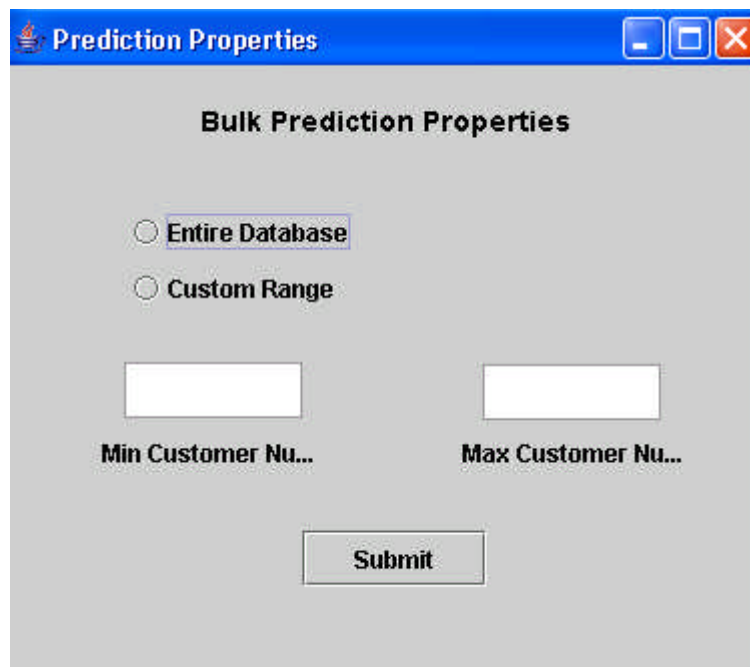 Prediction Properties
Bulk Prediction Properties
Entire Database
Custom Range
Min Customer Nu...
Max Customer Nu...
Submit